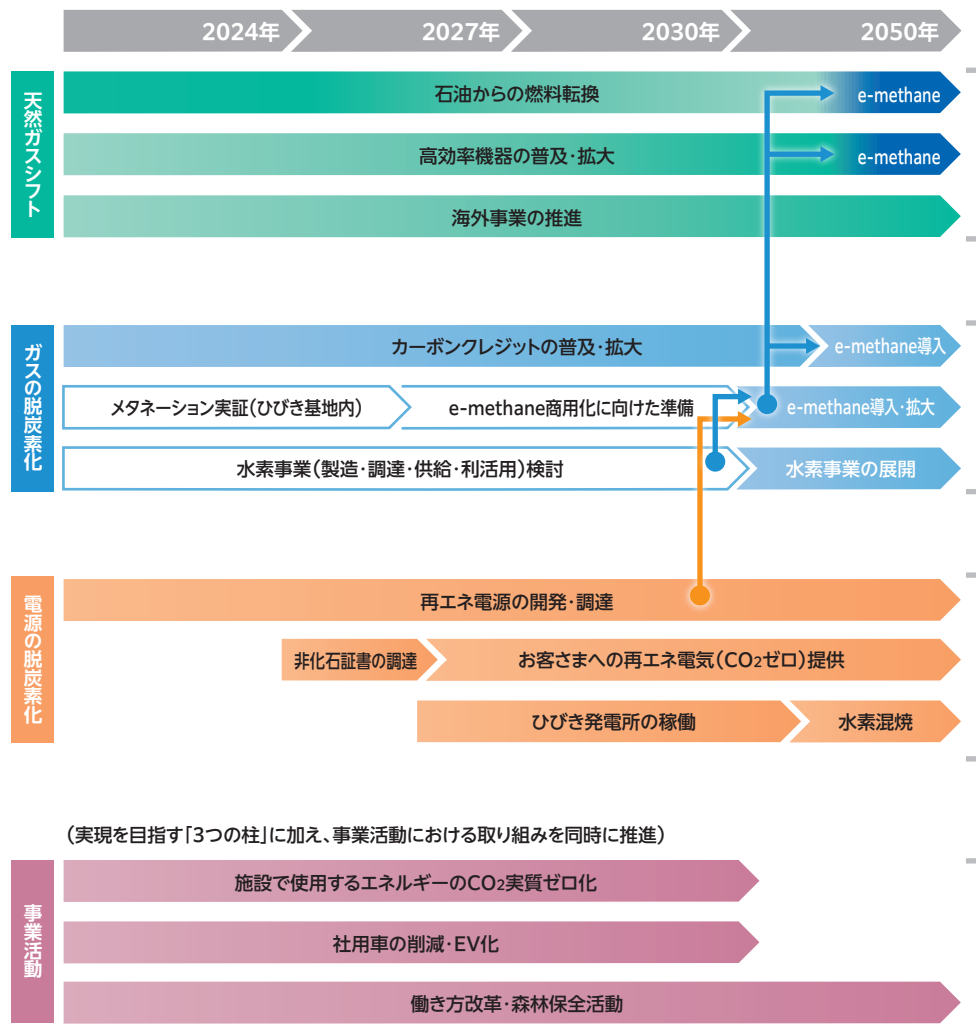 2024年
2027年
2030年
2050年
天然ガスシフト
石油からの燃料転換
e-methane
高効率機器の普及・拡大
e-methane
海外事業の推進
ガスの脱炭素化
カーボンクレジットの普及・拡大
e-methane導入
メタネーション実証(ひびき基地内)
e-methane商用化に向けた準備
e-methane導入・拡大
水素事業(製造・調達・供給・利活用)検討
水素事業の展開
電源の脱炭素化
再エネ電源の開発・調達
非化石証書の調達
お客さまへの再エネ電気(CO₂ゼロ)提供
ひびき発電所の稼働
水素混焼
(実現を目指す「3つの柱」に加え、事業活動における取り組みを同時に推進)
事業活動
施設で使用するエネルギーのCO₂実質ゼロ化
社用車の削減・EV化
働き方改革・森林保全活動